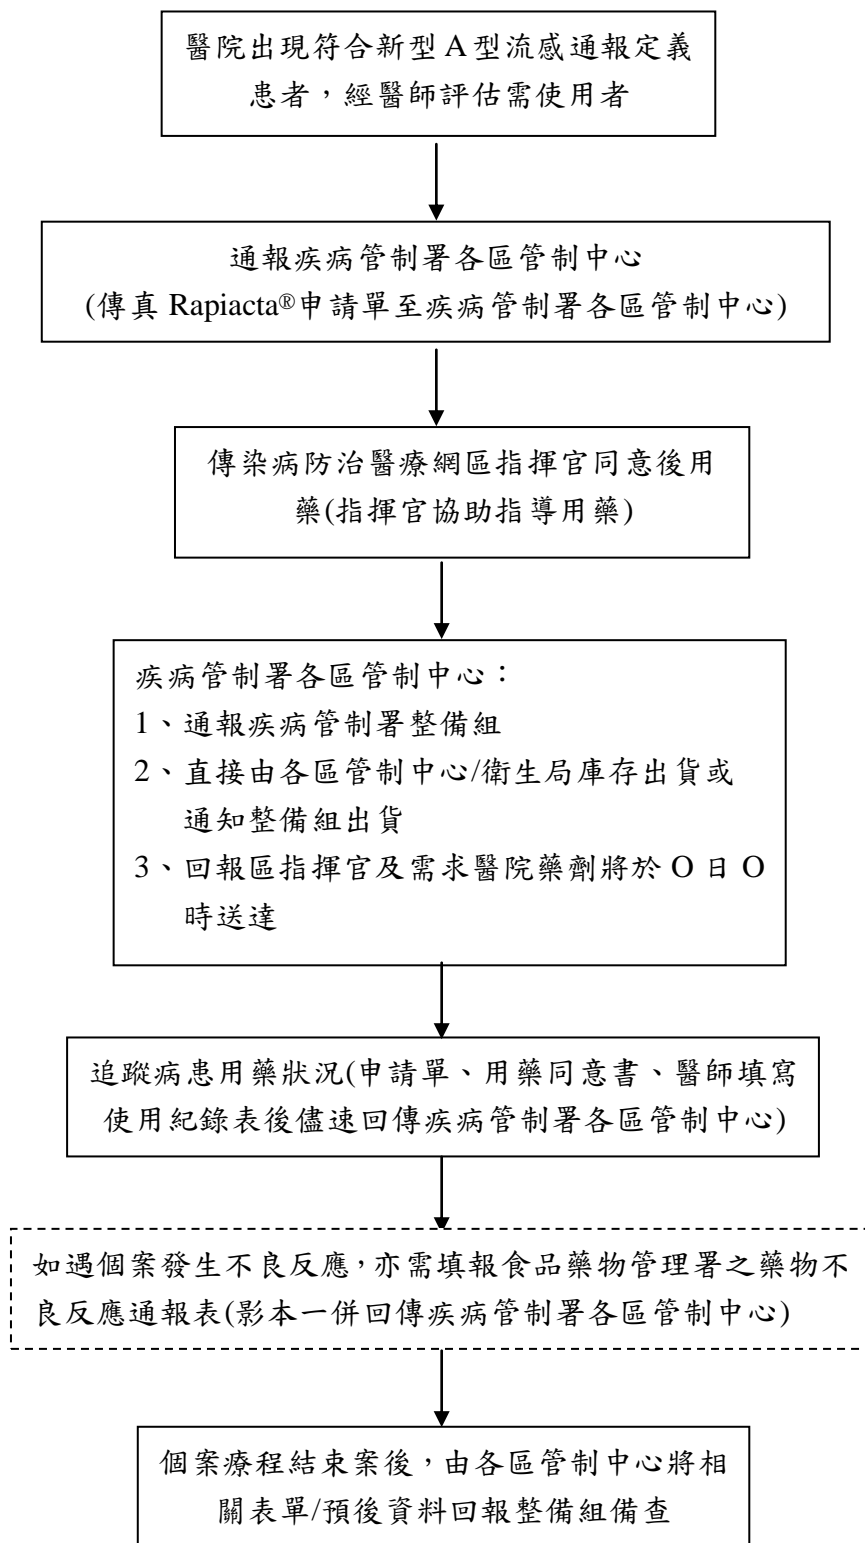 醫院出現符合新型 A 型流感通報定義
患者，經醫師評估需使用者
通報疾病管制署各區管制中心
(傳真 Rapiacta®申請單至疾病管制署各區管制中心)
傳染病防治醫療網區指揮官同意後用
藥(指揮官協助指導用藥)
疾病管制署各區管制中心：
1、通報疾病管制署整備組
2、直接由各區管制中心/衛生局庫存出貨或
通知整備組出貨
3、回報區指揮官及需求醫院藥劑將於 O 日 O
時送達
追蹤病患用藥狀況(申請單、用藥同意書、醫師填寫
使用紀錄表後儘速回傳疾病管制署各區管制中心)
如遇個案發生不良反應，亦需填報食品藥物管理署之藥物不
良反應通報表(影本一併回傳疾病管制署各區管制中心)
個案療程結束案後，由各區管制中心將相
關表單/預後資料回報整備組備查